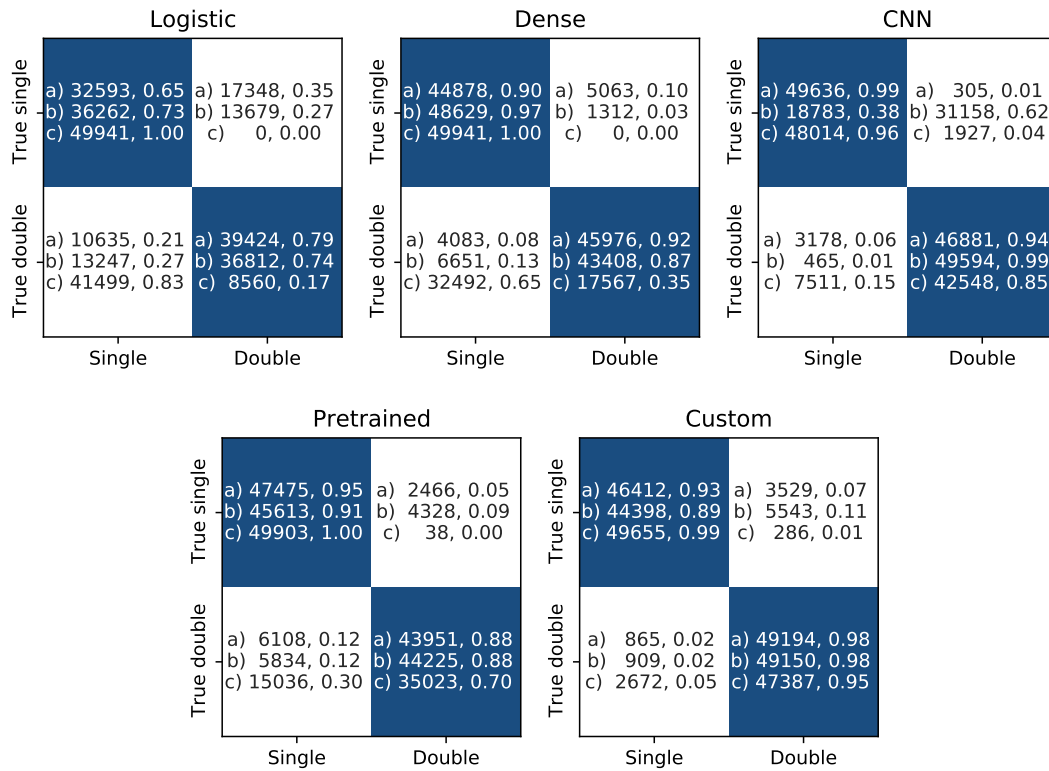 Logistic
True single
a) 32593, 0.65
b) 36262, 0.73
c) 49941, 1.00
a) 17348, 0.35
b) 13679, 0.27
c) 0, 0.00
True double
a) 10635, 0.21
b) 13247, 0.27
c) 41499, 0.83
a) 39424, 0.79
b) 36812, 0.74
c) 8560, 0.17
Single
Double
Dense
True single
a) 44878, 0.90
b) 48629, 0.97
c) 49941, 1.00
a) 5063, 0.10
b) 1312, 0.03
c) 0, 0.00
True double
a) 4083, 0.08
b) 6651, 0.13
c) 32492, 0.65
a) 45976, 0.92
b) 43408, 0.87
c) 17567, 0.35
Single
Double
CNN
True single
a) 49636, 0.99
b) 18783, 0.38
c) 48014, 0.96
a) 305, 0.01
b) 31158, 0.62
c) 1927, 0.04
True double
a) 3178, 0.06
b) 465, 0.01
c) 7511, 0.15
a) 46881, 0.94
b) 49594, 0.99
c) 42548, 0.85
Single
Double
Pretrained
True single
a) 47475, 0.95
b) 45613, 0.91
c) 49903, 1.00
a) 2466, 0.05
b) 4328, 0.09
c) 38, 0.00
True double
a) 6108, 0.12
b) 5834, 0.12
c) 15036, 0.30
a) 43951, 0.88
b) 44225, 0.88
c) 35023, 0.70
Single
Double
Custom
True single
a) 46412, 0.93
b) 44398, 0.89
c) 49655, 0.99
a) 3529, 0.07
b) 5543, 0.11
c) 286, 0.01
True double
a) 865, 0.02
b) 909, 0.02
c) 2672, 0.05
a) 49194, 0.98
b) 49150, 0.98
c) 47387, 0.95
Single
Double